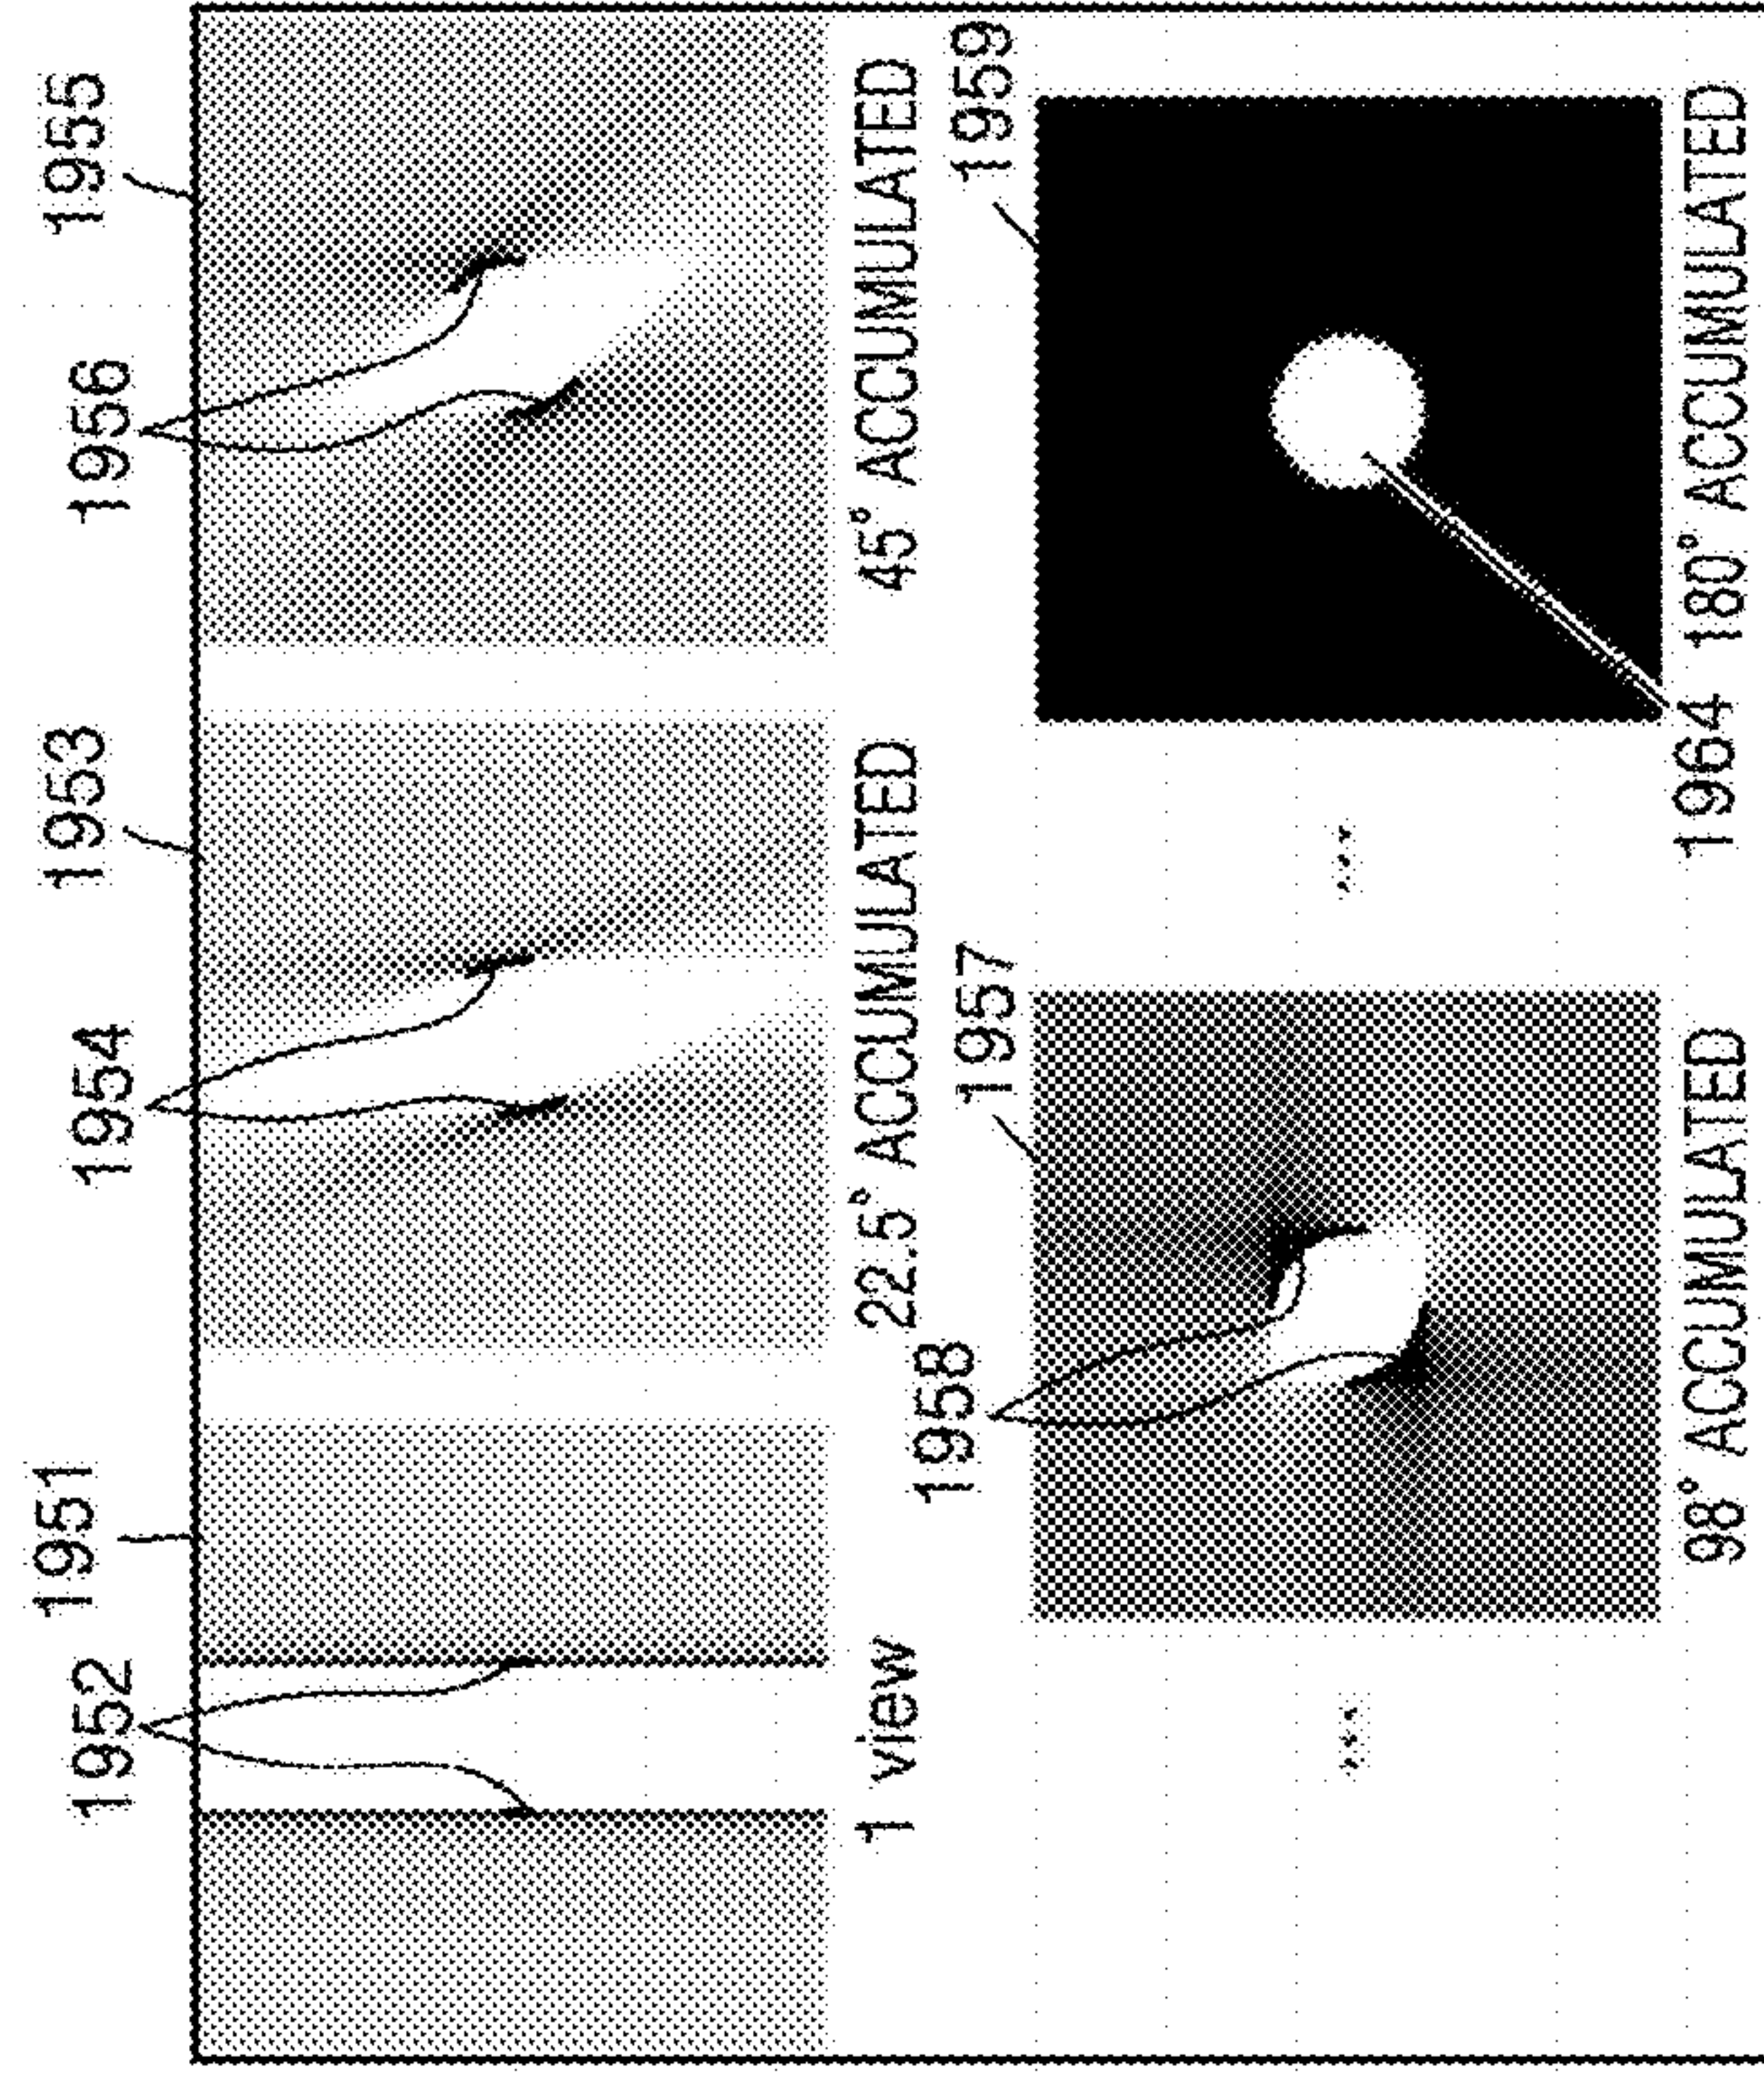 1952 1951 1954 1953 1956 1955
1 view 22.5° ACCUMULATED 45° ACCUMULATED
1958 1957 1959
98° ACCUMULATED 1964 180° ACCUMULATED